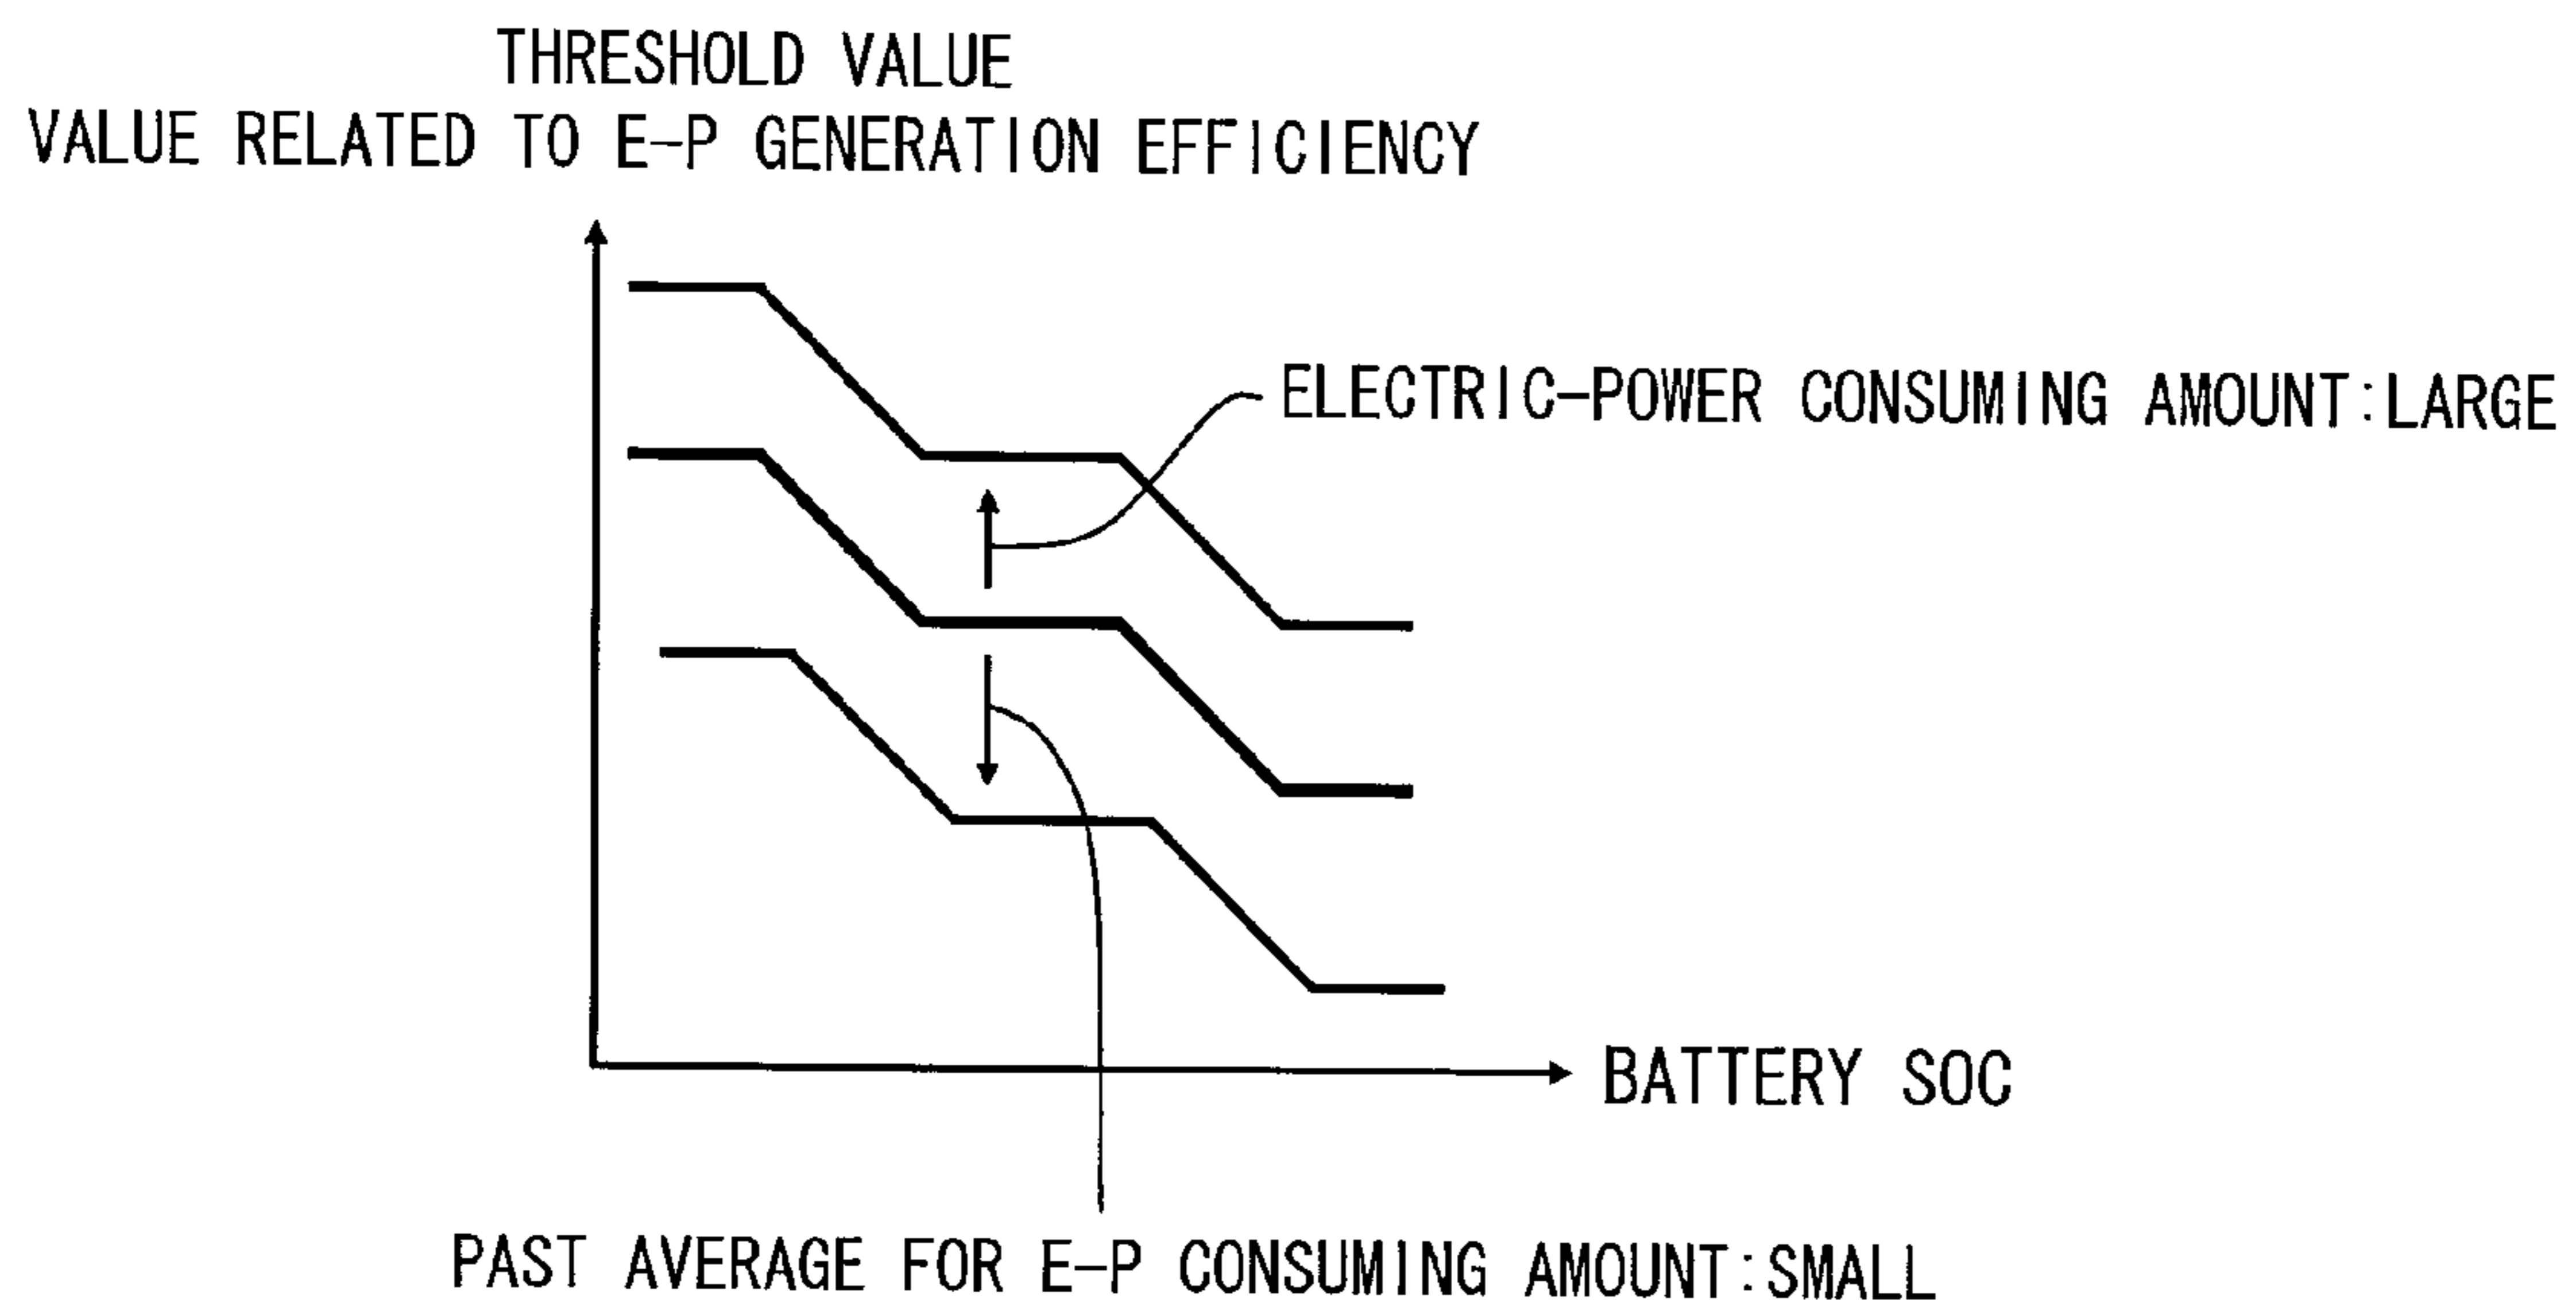 THRESHOLD VALUE
VALUE RELATED TO E-P GENERATION EFFICIENCY
ELECTRIC-POWER CONSUMING AMOUNT:LARGE
BATTERY SOC
PAST AVERAGE FOR E-P CONSUMING AMOUNT:SMALL